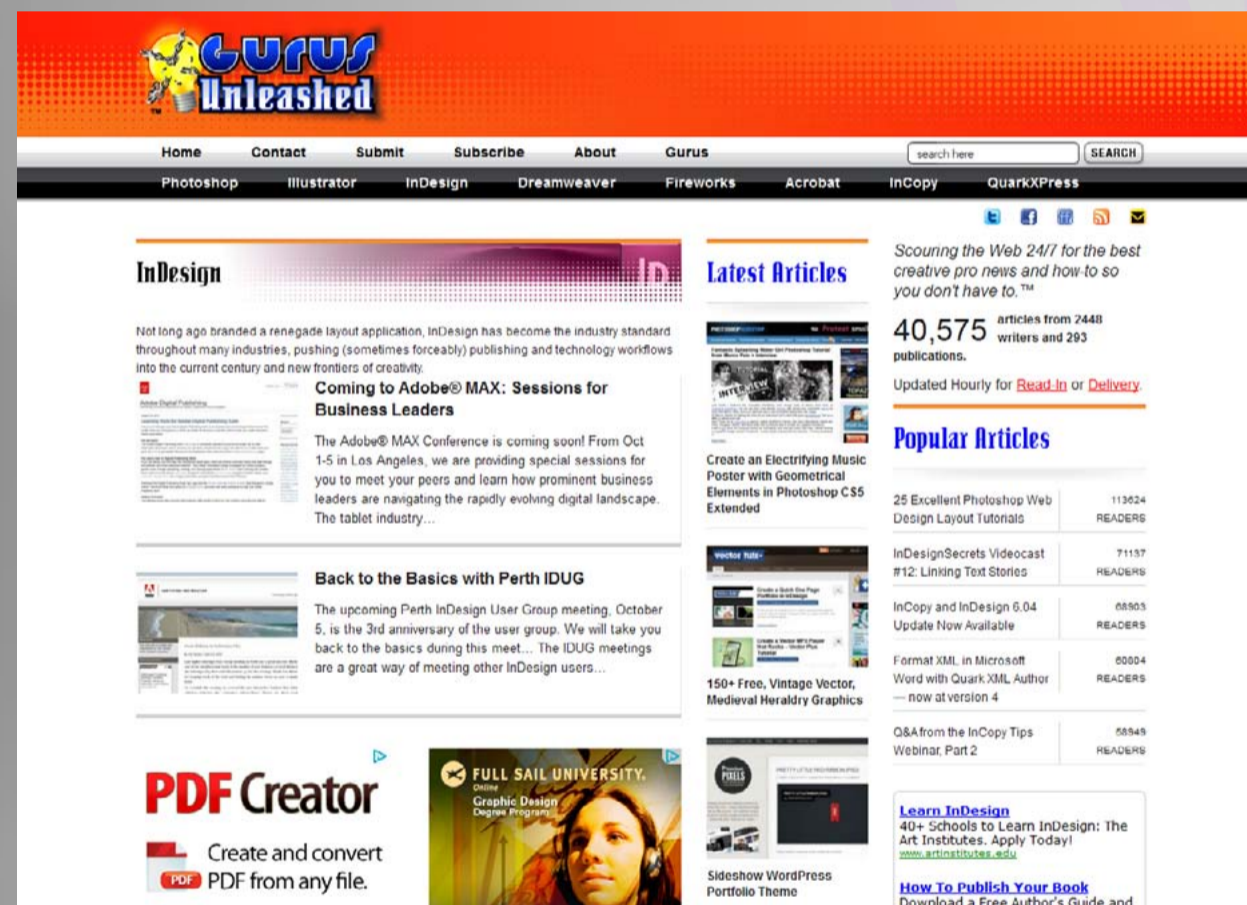 Gurus
Unleashed
™
Home Contact Submit Subscribe About Gurus
search here SEARCH
Photoshop Illustrator InDesign Dreamweaver Fireworks Acrobat InCopy QuarkXPress
InDesign
ID
Not long ago branded a renegade layout application, InDesign has become the industry standard
throughout many industries, pushing (sometimes forceably) publishing and technology workflows
into the current century and new frontiers of creativity.
Coming to Adobe® MAX: Sessions for
Business Leaders
The Adobe® MAX Conference is coming soon! From Oct
1-5 in Los Angeles, we are providing special sessions for
you to meet your peers and learn how prominent business
leaders are navigating the rapidly evolving digital landscape.
The tablet industry…
Back to the Basics with Perth IDUG
The upcoming Perth InDesign User Group meeting, October
5, is the 3rd anniversary of the user group. We will take you
back to the basics during this meet… The IDUG meetings
are a great way of meeting other InDesign users…
PDF Creator
Create and convert
PDF PDF from any file.
FULL SAIL UNIVERSITY.
Online
Graphic Design
Degree Program
Latest Articles
INTERVIEW
Create an Electrifying Music
Poster with Geometrical
Elements in Photoshop CS5
Extended
vector tuts+
150+ Free, Vintage Vector,
Medieval Heraldry Graphics
PIXELS
Sideshow WordPress
Portfolio Theme
Scouring the Web 24/7 for the best
creative pro news and how-to so
you don't have to.™
40,575 articles from 2448
writers and 293
publications.
Updated Hourly for Read-In or Delivery.
Popular Articles
25 Excellent Photoshop Web 113624
Design Layout Tutorials READERS
InDesignSecrets Videocast 71137
#12: Linking Text Stories READERS
InCopy and InDesign 6.04 68903
Update Now Available READERS
Format XML in Microsoft 60804
Word with Quark XML Author READERS
— now at version 4
Q&A from the InCopy Tips 58949
Webinar, Part 2 READERS
Learn InDesign
40+ Schools to Learn InDesign: The
Art Institutes. Apply Today!
www.artinstitutes.edu
How To Publish Your Book
Download a Free Author's Guide and